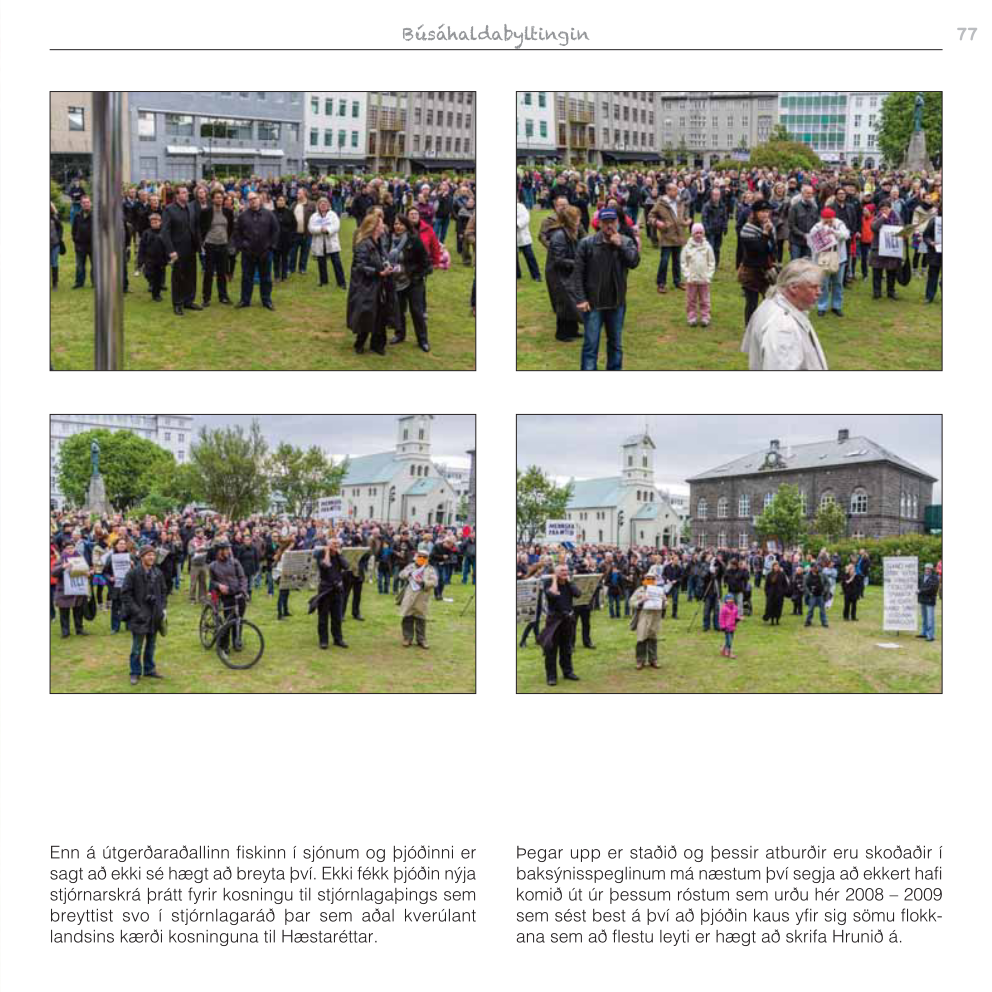 Búsáhaldabyltingin
77
NEI
Enn á útgerðaraðallinn fiskinn í sjónum og þjóðinni er
sagt að ekki sé hægt að breyta því. Ekki fékk þjóðin nýja
stjórnarskrá þrátt fyrir kosningu til stjórnlagaþings sem
breyttist svo í stjórnlagaráð þar sem aðal kverúlant
landsins kærði kosninguna til Hæstaréttar.
Þegar upp er staðið og þessir atburðir eru skoðaðir í
baksýnisspeglinum má næstum því segja að ekkert hafi
komið út úr þessum róstum sem urðu hér 2008 – 2009
sem sést best á því að þjóðin kaus yfir sig sömu flokk-
ana sem að flestu leyti er hægt að skrifa Hrunið á.